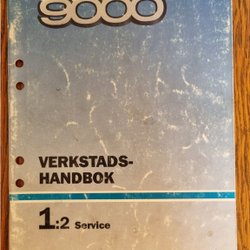 9000
VERKSTADS-
HANDBOK
1:2 Service